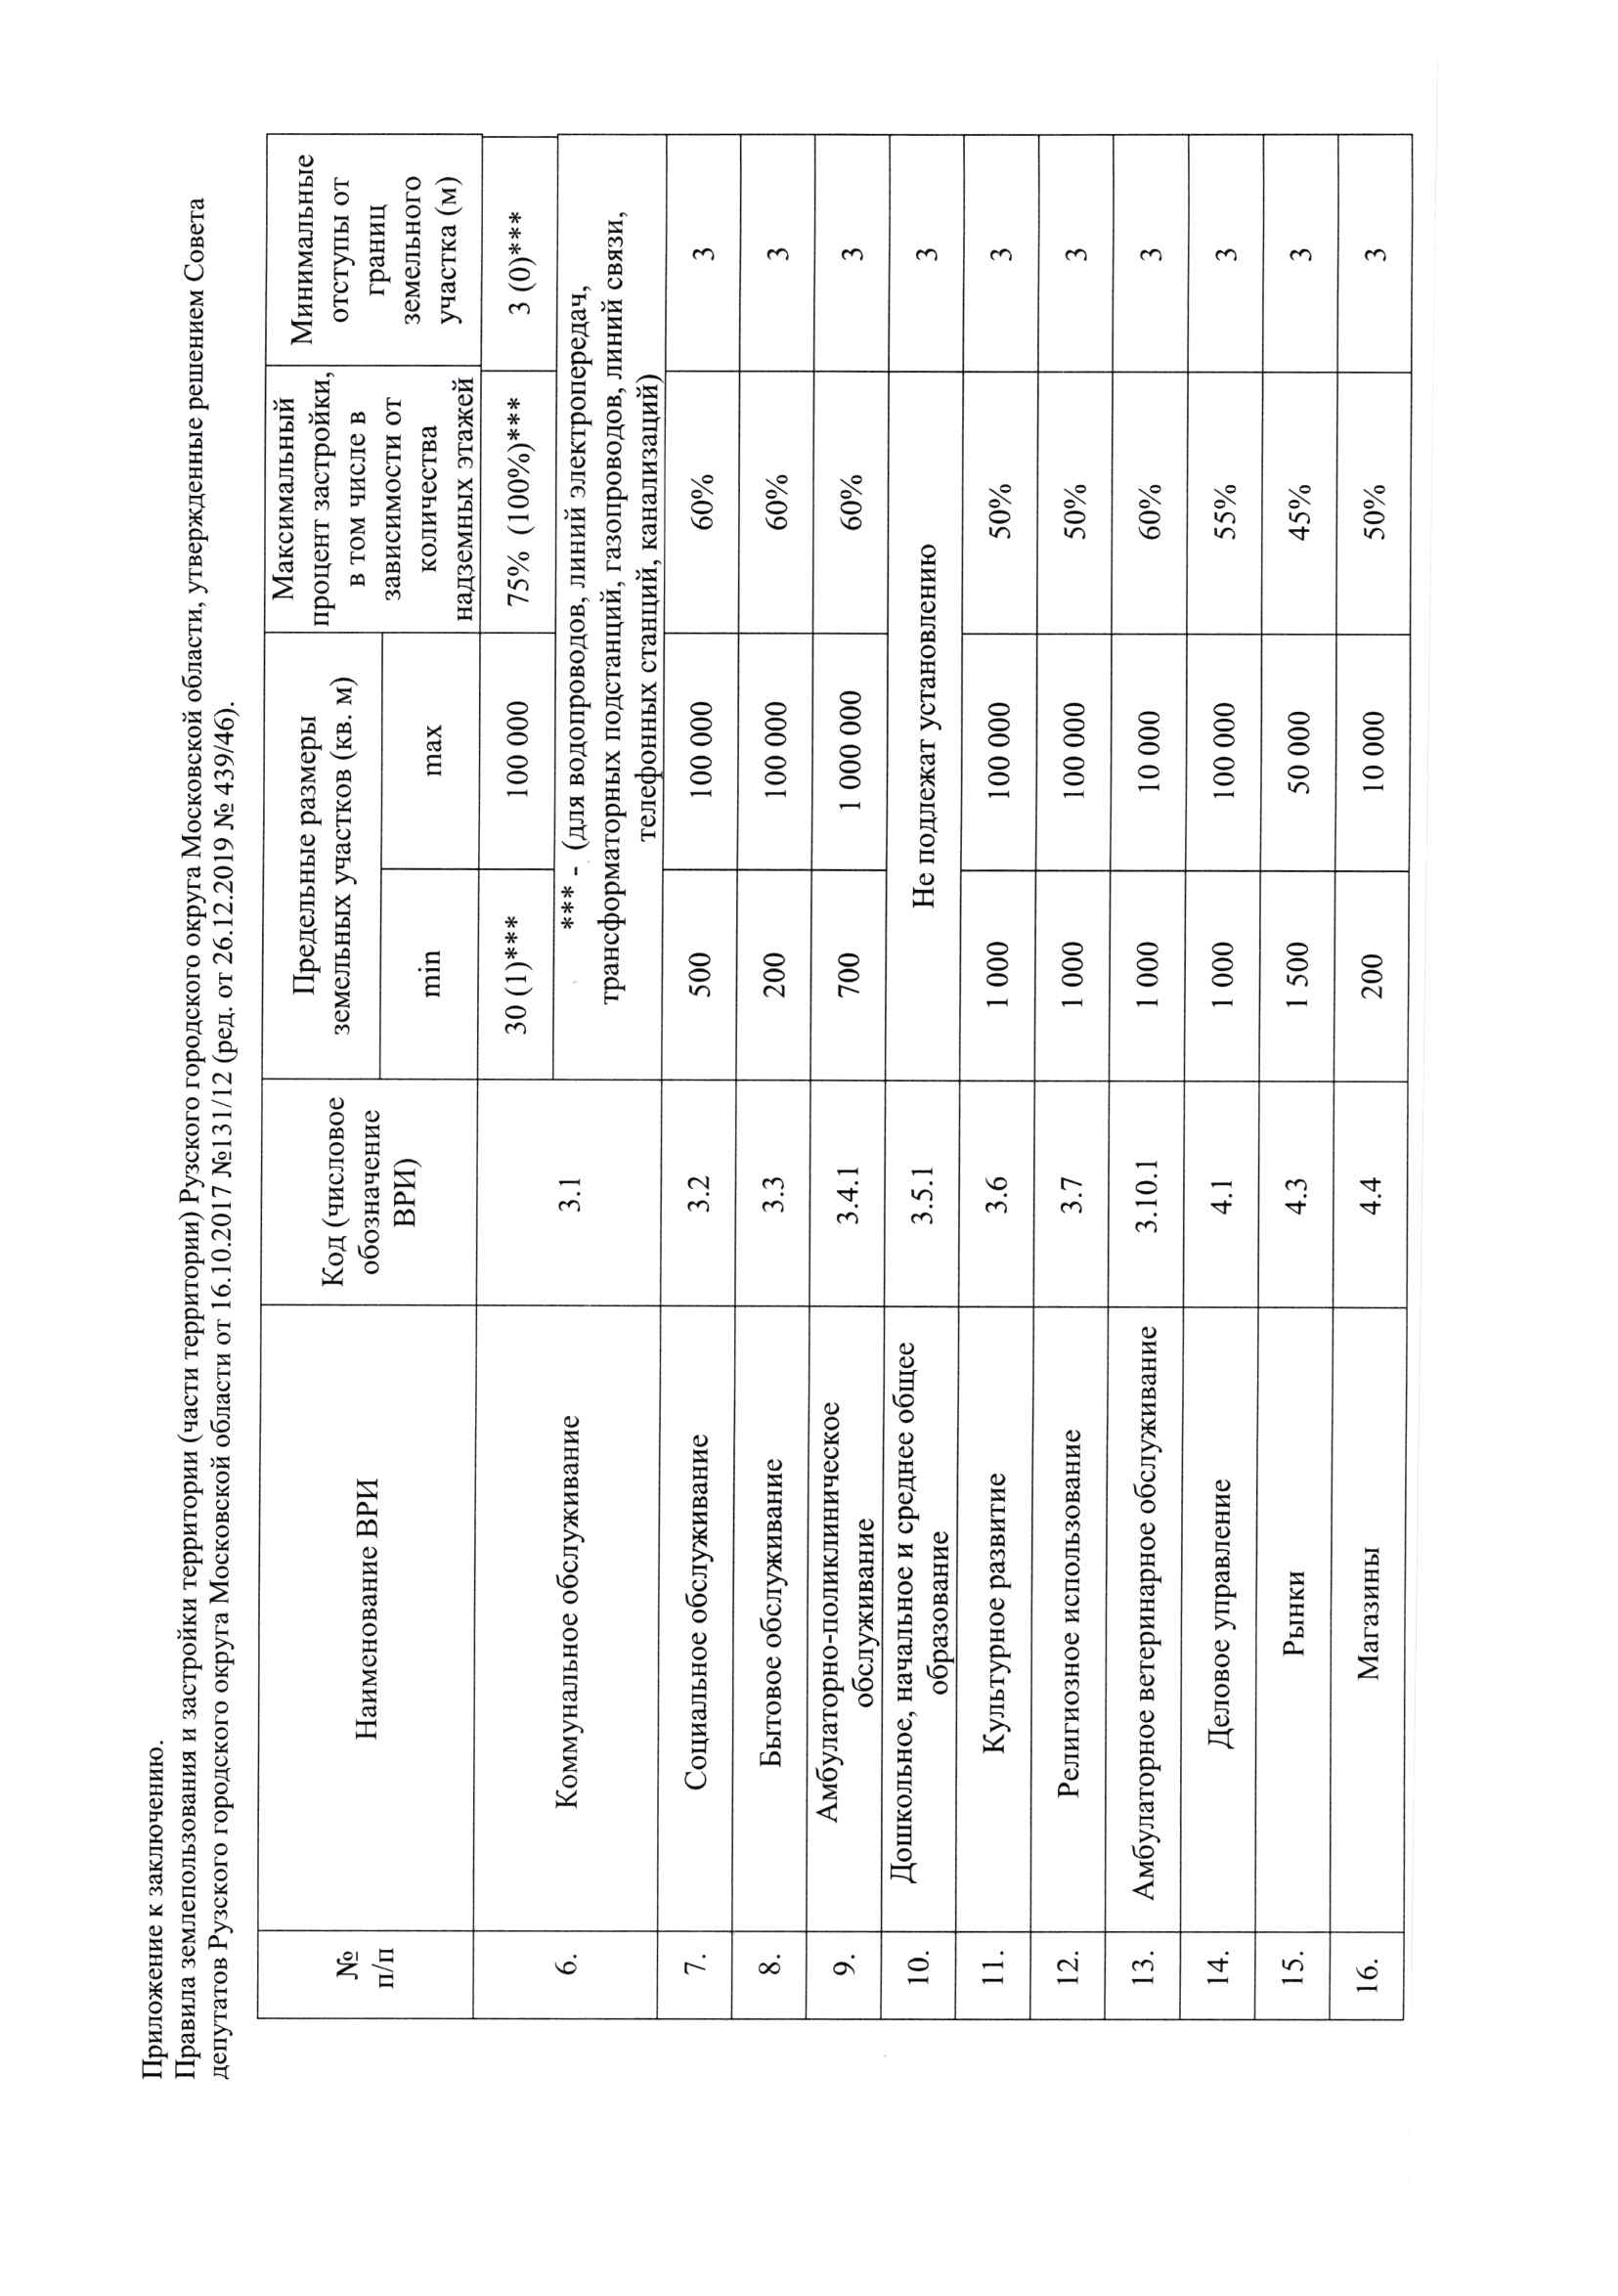 Приложение к заключению.
Правила землепользования и застройки территории (части территории) Рузского городского округа Московской области, утвержденные решением Совета
депутатов Рузского городского округа Московской области от 16.10.2017 №131/12 (ред. от 26.12.2019 № 439/46).
№
п/п
Наименование ВРИ
Код (числовое
обозначение
ВРИ)
Предельные размеры
земельных участков (кв. м)
min
max
Максимальный
процент застройки,
в том числе в
зависимости от
количества
надземных этажей
Минимальные
отступы от
границ
земельного
участка (м)
6. Коммунальное обслуживание 3.1 30 (1)*** 100 000 75% (100%)*** 3 (0)***
*** - (для водопроводов, линий электропередач,
трансформаторных подстанций, газопроводов, линий связи,
телефонных станций, канализаций)
7. Социальное обслуживание 3.2 500 100 000 60% 3
8. Бытовое обслуживание 3.3 200 100 000 60% 3
9. Амбулаторно-поликлиническое
обслуживание 3.4.1 700 1 000 000 60% 3
10. Дошкольное, начальное и среднее общее
образование 3.5.1 Не подлежат установлению 3
11. Культурное развитие 3.6 1 000 100 000 50% 3
12. Религиозное использование 3.7 1 000 100 000 50% 3
13. Амбулаторное ветеринарное обслуживание 3.10.1 1 000 10 000 60% 3
14. Деловое управление 4.1 1 000 100 000 55% 3
15. Рынки 4.3 1 500 50 000 45% 3
16. Магазины 4.4 200 10 000 50% 3